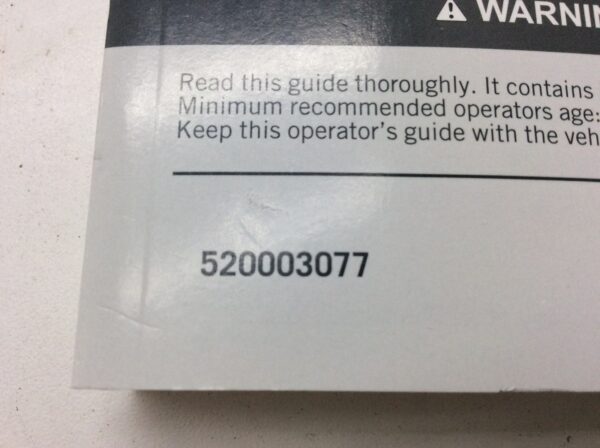 ⚠ WARNIN
Read this guide thoroughly. It contains
Minimum recommended operators age:
Keep this operator's guide with the veh
520003077